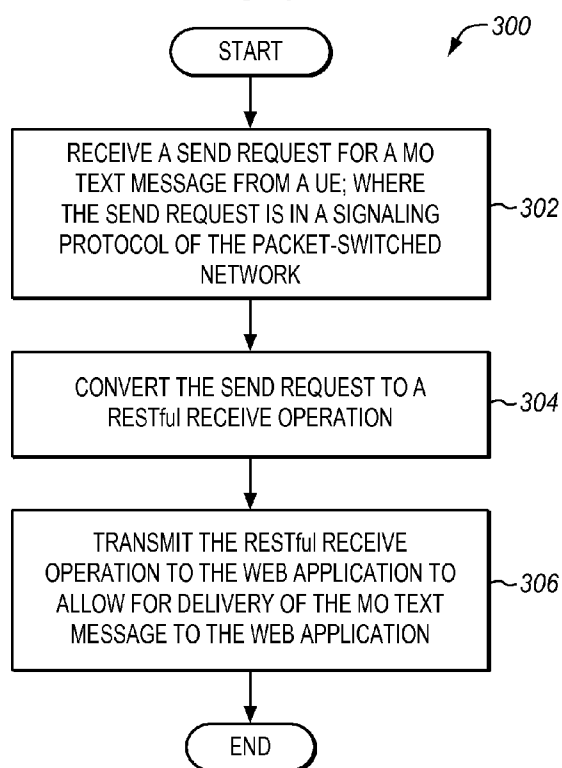 300
START
RECEIVE A SEND REQUEST FOR A MO
TEXT MESSAGE FROM A UE; WHERE
THE SEND REQUEST IS IN A SIGNALING
PROTOCOL OF THE PACKET-SWITCHED
NETWORK
302
CONVERT THE SEND REQUEST TO A
RESTful RECEIVE OPERATION
304
TRANSMIT THE RESTful RECEIVE
OPERATION TO THE WEB APPLICATION TO
ALLOW FOR DELIVERY OF THE MO TEXT
MESSAGE TO THE WEB APPLICATION
306
END